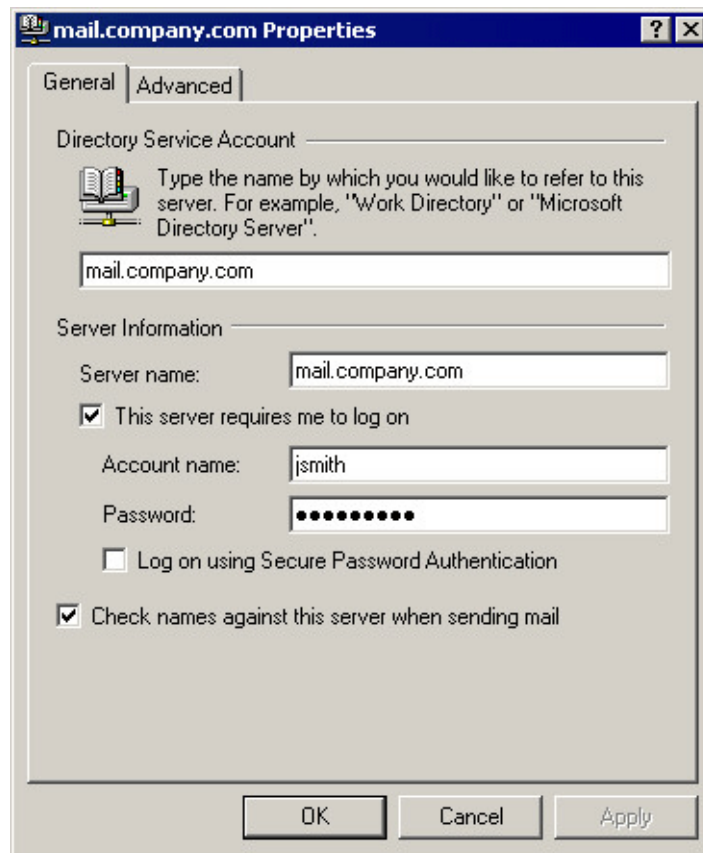 mail.company.com Properties
General
Advanced
Directory Service Account
Type the name by which you would like to refer to this
server. For example, "Work Directory" or "Microsoft
Directory Server".
mail.company.com
Server Information
Server name:
mail.company.com
This server requires me to log on
Account name:
jsmith
Password:
●●●●●●●●●
Log on using Secure Password Authentication
Check names against this server when sending mail
OK
Cancel
Apply